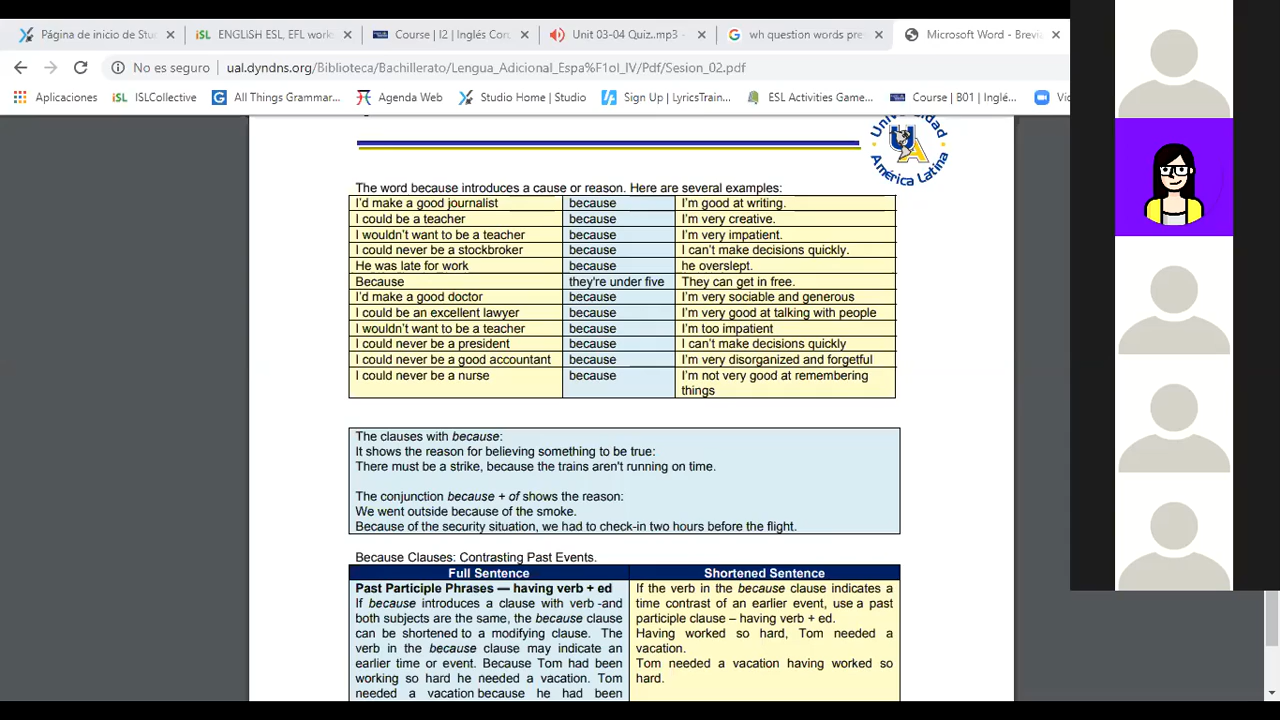 Página de inicio de Stud
ENGLISH ESL, EFL work
Course | I2 | Inglés Cor
Unit 03-04 Quiz.mp3
wh question words pre
Microsoft Word - Brevia
No es seguro | ual.dyndns.org/Biblioteca/Bachillerato/Lengua_Adicional_Espa%F1ol_IV/Pdf/Sesion_02.pdf
Aplicaciones iSL ISLCollective All Things Grammar... Agenda Web Studio Home | Studio Sign Up | LyricsTrain... ESL Activities Game... Course | B01 | Inglé...
Universidad
UA
América Latina
The word because introduces a cause or reason. Here are several examples:
I'd make a good journalist because I'm good at writing.
I could be a teacher because I'm very creative.
I wouldn't want to be a teacher because I'm very impatient.
I could never be a stockbroker because I can't make decisions quickly.
He was late for work because he overslept.
Because they're under five They can get in free.
I'd make a good doctor because I'm very sociable and generous
I could be an excellent lawyer because I'm very good at talking with people
I wouldn't want to be a teacher because I'm too impatient
I could never be a president because I can't make decisions quickly
I could never be a good accountant because I'm very disorganized and forgetful
I could never be a nurse because I'm not very good at remembering
things
The clauses with because:
It shows the reason for believing something to be true:
There must be a strike, because the trains aren't running on time.
The conjunction because + of shows the reason:
We went outside because of the smoke.
Because of the security situation, we had to check-in two hours before the flight.
Because Clauses: Contrasting Past Events.
Full Sentence
Past Participle Phrases — having verb + ed
If because introduces a clause with verb -and
both subjects are the same, the because clause
can be shortened to a modifying clause. The
verb in the because clause may indicate an
earlier time or event. Because Tom had been
working so hard he needed a vacation. Tom
needed a vacation because he had been
Shortened Sentence
If the verb in the because clause indicates a
time contrast of an earlier event, use a past
participle clause – having verb + ed.
Having worked so hard, Tom needed a
vacation.
Tom needed a vacation having worked so
hard.